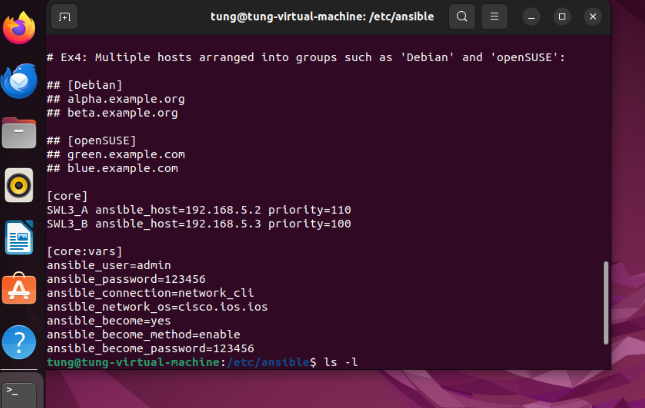 tung@tung-virtual-machine: /etc/ansible
# Ex4: Multiple hosts arranged into groups such as 'Debian' and 'openSUSE':
## [Debian]
## alpha.example.org
## beta.example.org
## [openSUSE]
## green.example.com
## blue.example.com
[core]
SWL3_A ansible_host=192.168.5.2 priority=110
SWL3_B ansible_host=192.168.5.3 priority=100
[core:vars]
ansible_user=admin
ansible_password=123456
ansible_connection=network_cli
ansible_network_os=cisco.ios.ios
ansible_become=yes
ansible_become_method=enable
ansible_become_password=123456
tung@tung-virtual-machine:/etc/ansible$ ls -l